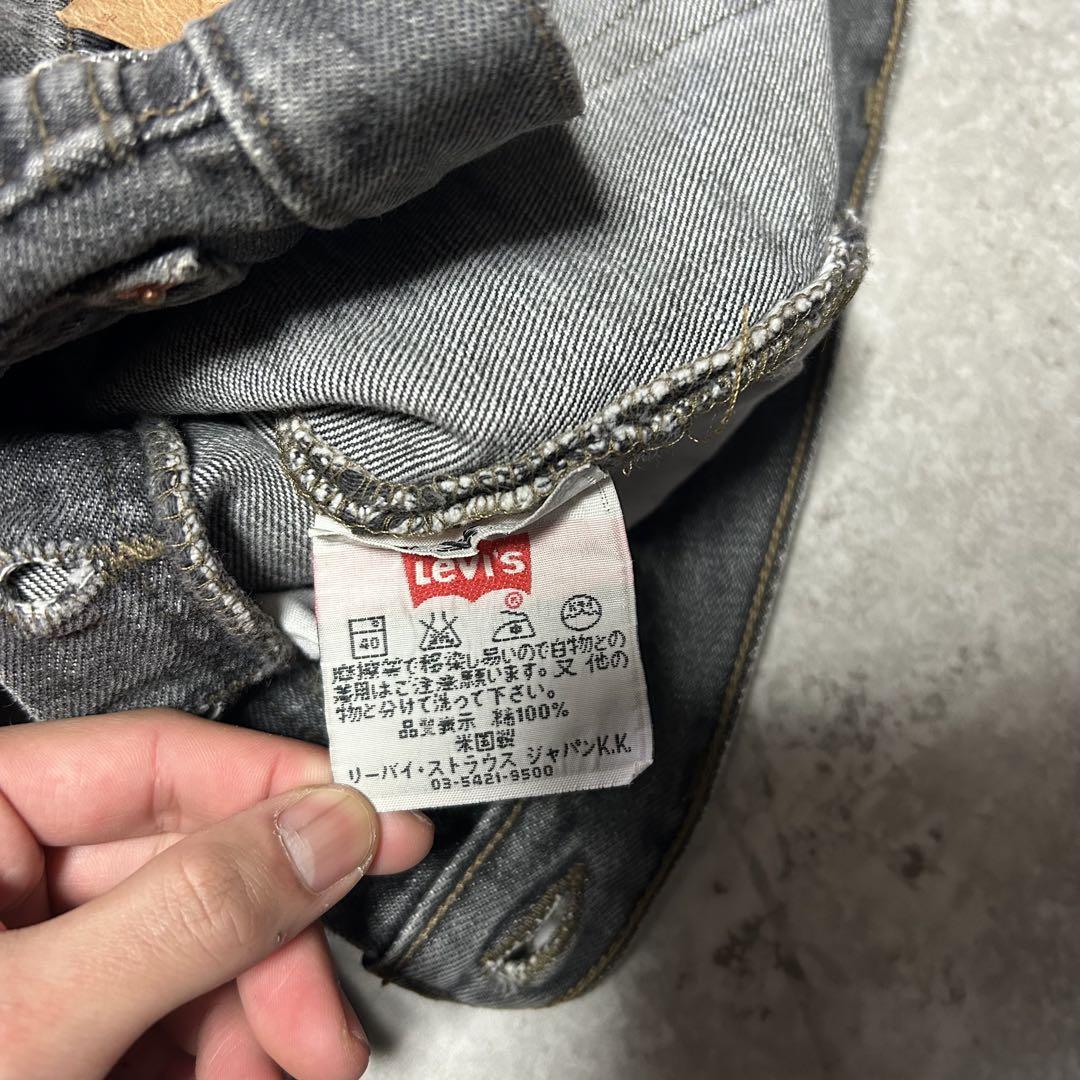 Levi's
®
40
摩擦等で移染し易いので白物との
着用はご注意願います。又 他の
物と分けて洗って下さい。
品質表示 綿100%
米国製
リーバイ・ストラウス ジャパンK.K.
03-5421-9500